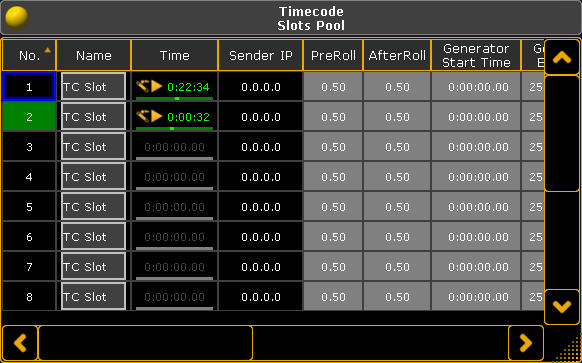 Timecode
Slots Pool
No. Name Time Sender IP PreRoll AfterRoll Generator Start Time
1 TC Slot 0:22:34 0.0.0.0 0.50 0.50 0:00:00.00 25
2 TC Slot 0:00:32 0.0.0.0 0.50 0.50 0:00:00.00 25
3 TC Slot 0:00:00.00 0.0.0.0 0.50 0.50 0:00:00.00 25
4 TC Slot 0:00:00.00 0.0.0.0 0.50 0.50 0:00:00.00 25
5 TC Slot 0:00:00.00 0.0.0.0 0.50 0.50 0:00:00.00 25
6 TC Slot 0:00:00.00 0.0.0.0 0.50 0.50 0:00:00.00 25
7 TC Slot 0:00:00.00 0.0.0.0 0.50 0.50 0:00:00.00 25
8 TC Slot 0:00:00.00 0.0.0.0 0.50 0.50 0:00:00.00 25